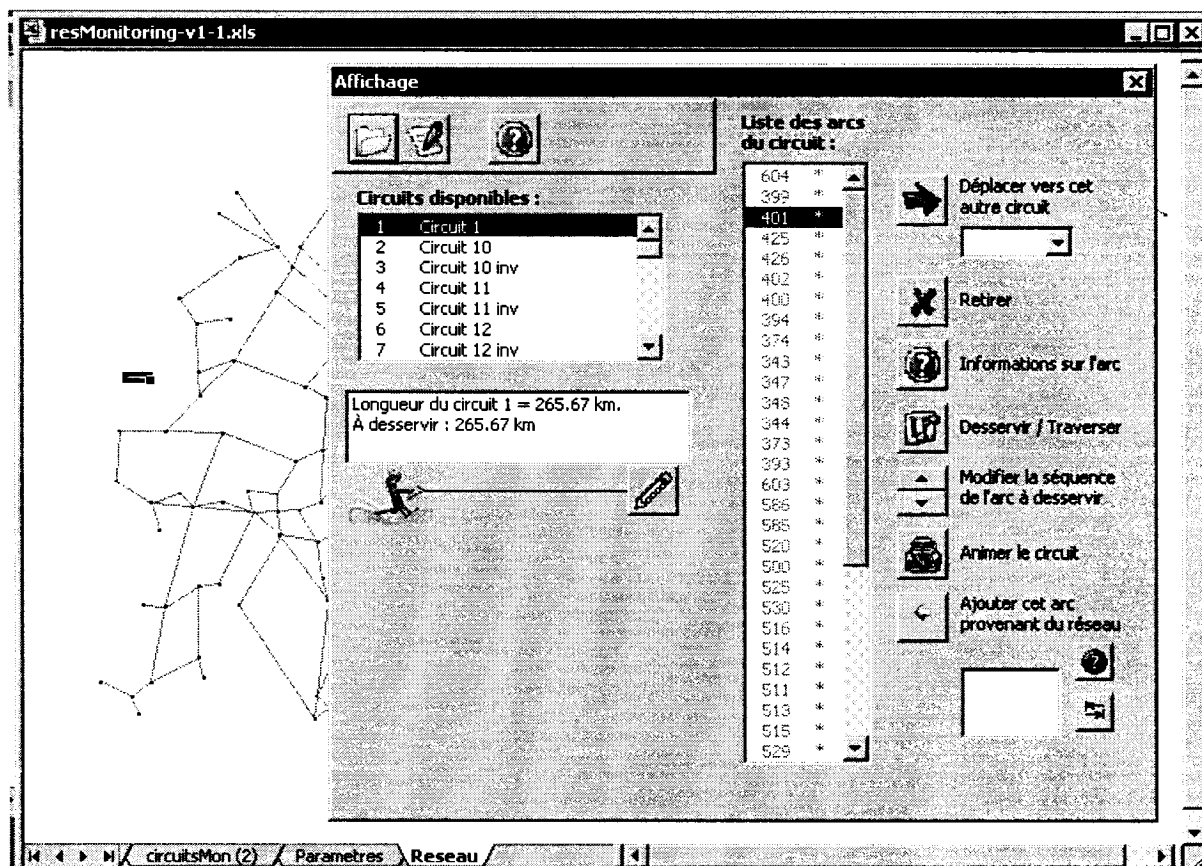 resMonitoring-v1-1.xls
Affichage
Circuits disponibles :
1 Circuit 1
2 Circuit 10
3 Circuit 10 inv
4 Circuit 11
5 Circuit 11 inv
6 Circuit 12
7 Circuit 12 inv
Longueur du circuit 1 = 265.67 km.
À desservir : 265.67 km
Liste des arcs
du circuit :
604 *
399 *
401 *
425 *
426 *
402 *
400 *
394 *
374 *
343 *
347 *
348 *
344 *
373 *
393 *
603 *
586 *
585 *
520 *
500 *
525 *
530 *
516 *
514 *
512 *
511 *
513 *
515 *
529 *
Déplacer vers cet
autre circuit
Retirer
Informations sur l'arc
Desservir / Traverser
Modifier la séquence
de l'arc à desservir
Animer le circuit
Ajouter cet arc
provenant du réseau
circuitsMon (2)
Parametres
Reseau